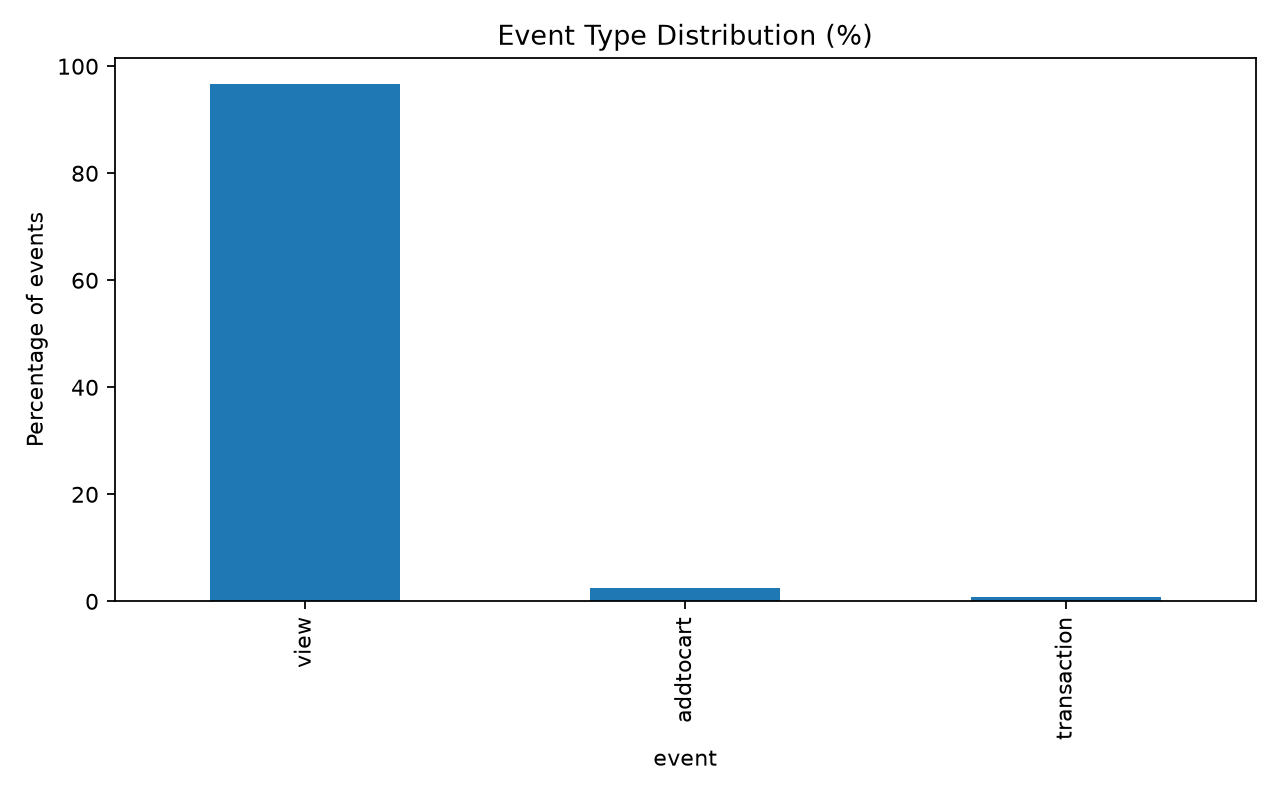 Event Type Distribution (%)
Percentage of events
100
80
60
40
20
0
view
addtocart
transaction
event